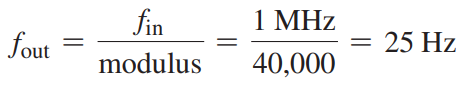 f_out = f_in / modulus = 1 MHz / 40,000 = 25 Hz